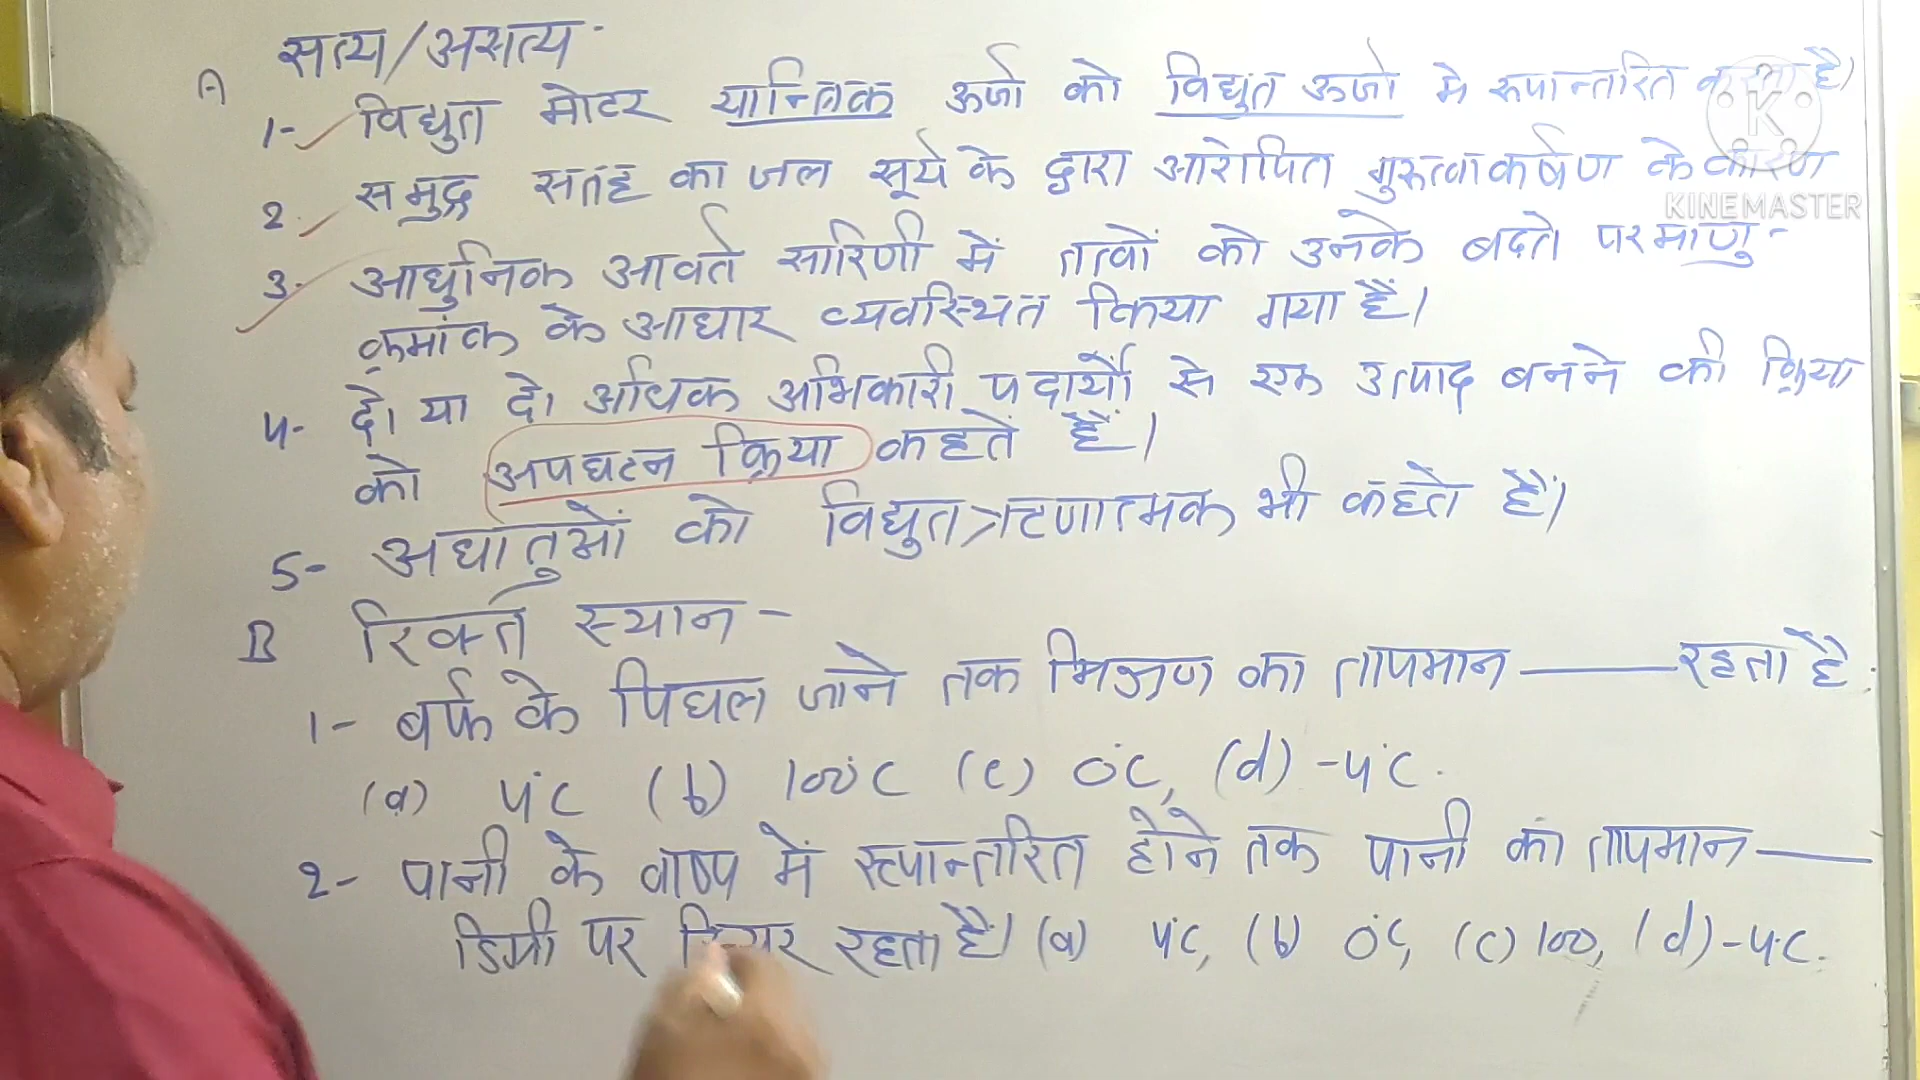 A सत्य/असत्य
1- विद्युत मोटर यान्त्रिक ऊर्जा को विद्युत ऊर्जा मे रूपान्तरित करता है।
2. समुद्र सतह का जल सूर्य के द्वारा आरोपित गुरुत्वाकर्षण के कारण
3. आधुनिक आवर्त सारिणी में तत्वों को उनके बढ़ते परमाणु-
क्रमांक के आधार व्यवस्थित किया गया है।
4- दो या दो अधिक अभिकारी पदार्थों से एक उत्पाद बनने की क्रिया
को अपघटन क्रिया कहते हैं।
5- अधातुओं को विद्युतऋणात्मक भी कहते हैं।
B रिक्त स्थान-
1- बर्फ के पिघल जाने तक मिश्रण का तापमान ——— रहता है
(a) 4°C (b) 100°C (c) 0°C, (d) -4°C.
2- पानी के वाष्प में रूपान्तरित होने तक पानी का तापमान ———
डिग्री पर स्थिर रहता है। (a) 4°C, (b) 0°C, (c) 100, (d) -4°C.
K
KINEMASTER